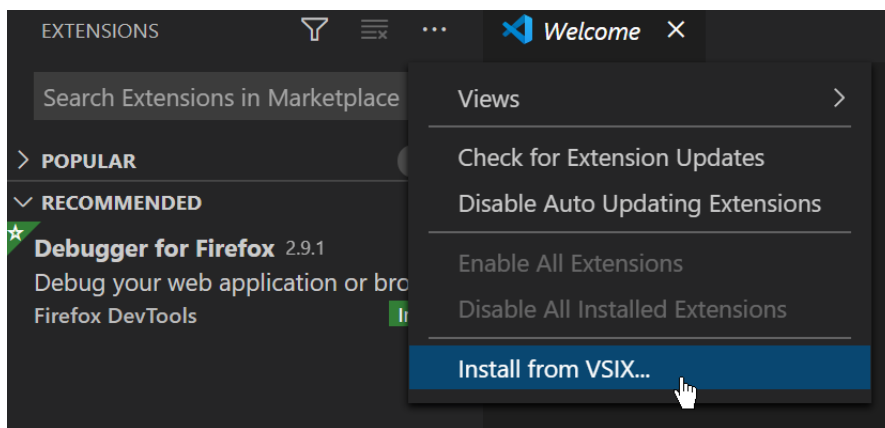 EXTENSIONS
Welcome
Search Extensions in Marketplace
POPULAR
RECOMMENDED
Debugger for Firefox 2.9.1
Debug your web application or bro
Firefox DevTools
Views
Check for Extension Updates
Disable Auto Updating Extensions
Enable All Extensions
Disable All Installed Extensions
Install from VSIX...